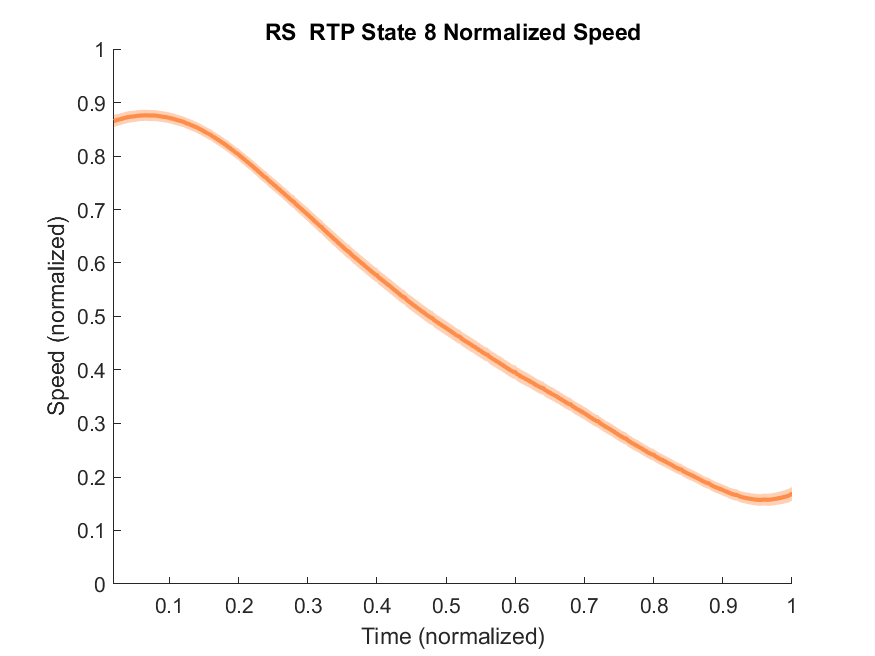 RS  RTP State 8 Normalized Speed
1
0.9
0.8
0.7
0.6
0.5
0.4
0.3
0.2
0.1
0
Speed (normalized)
0.1 0.2 0.3 0.4 0.5 0.6 0.7 0.8 0.9 1
Time (normalized)